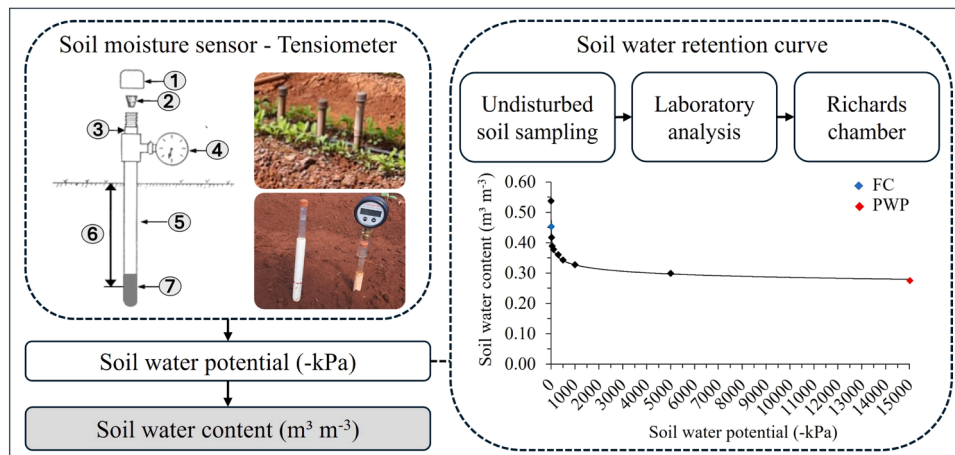 Soil moisture sensor - Tensiometer
1
2
3
4
5
6
7
Soil water potential (-kPa)
Soil water content (m³ m⁻³)
Soil water retention curve
Undisturbed
soil sampling
Laboratory
analysis
Richards
chamber
Soil water content (m³ m⁻³)
0.60
0.50
0.40
0.30
0.20
0.10
0.00
FC
PWP
0
1000
2000
3000
4000
5000
6000
7000
8000
9000
10000
11000
12000
13000
14000
15000
Soil water potential (-kPa)